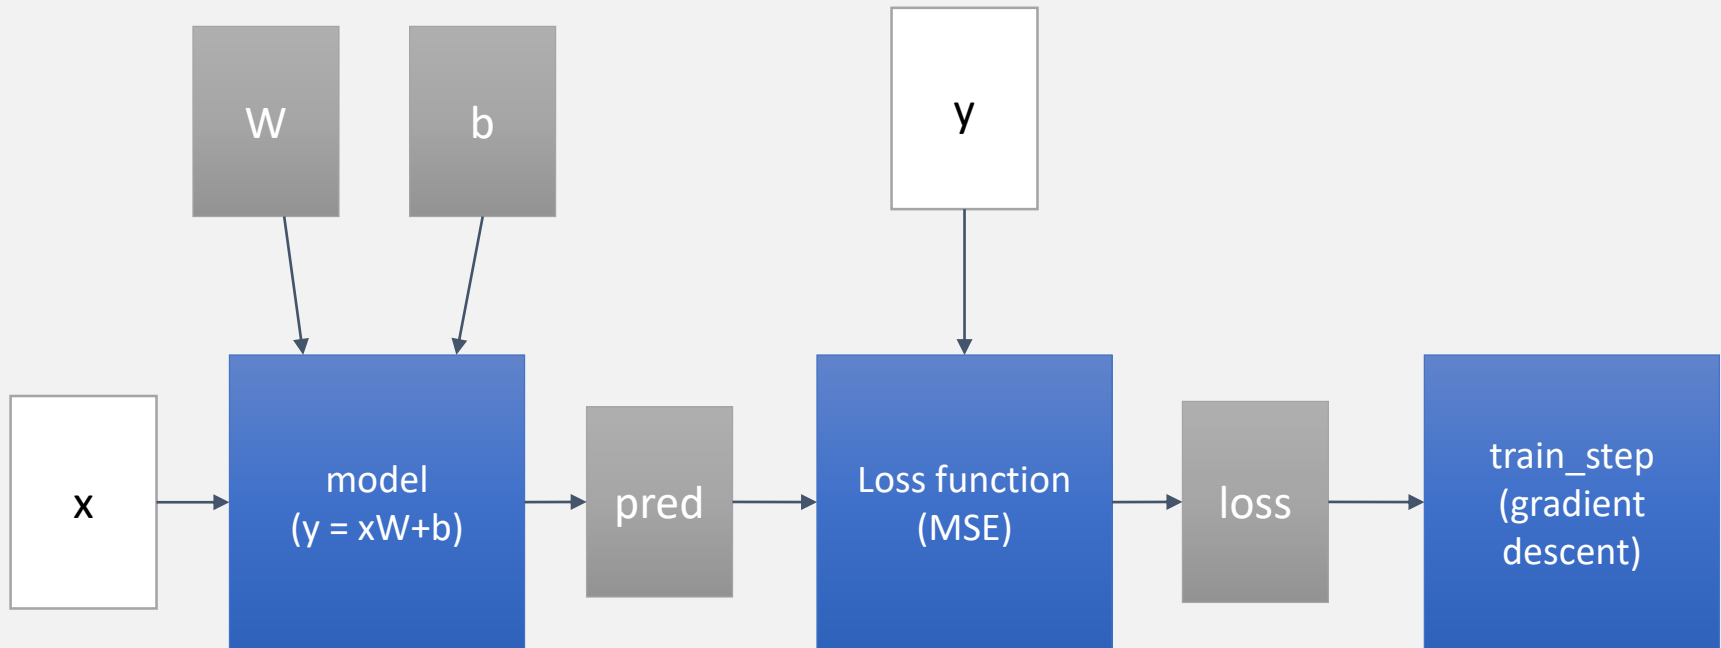 W
b
y
x
model
(y = xW+b)
pred
Loss function
(MSE)
loss
train_step
(gradient
descent)